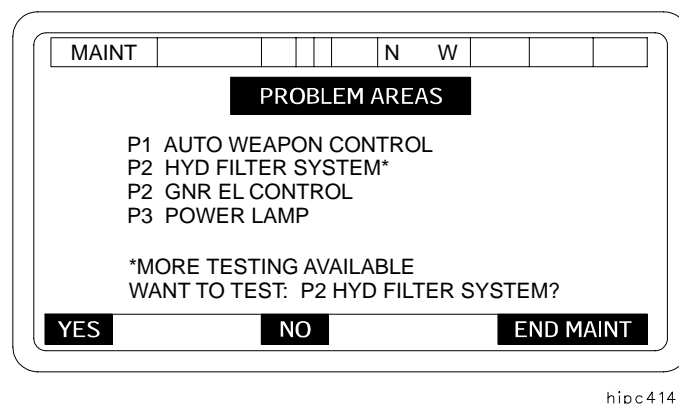 MAINT N W
PROBLEM AREAS
P1 AUTO WEAPON CONTROL
P2 HYD FILTER SYSTEM*
P2 GNR EL CONTROL
P3 POWER LAMP
*MORE TESTING AVAILABLE
WANT TO TEST: P2 HYD FILTER SYSTEM?
YES NO END MAINT
hipc414